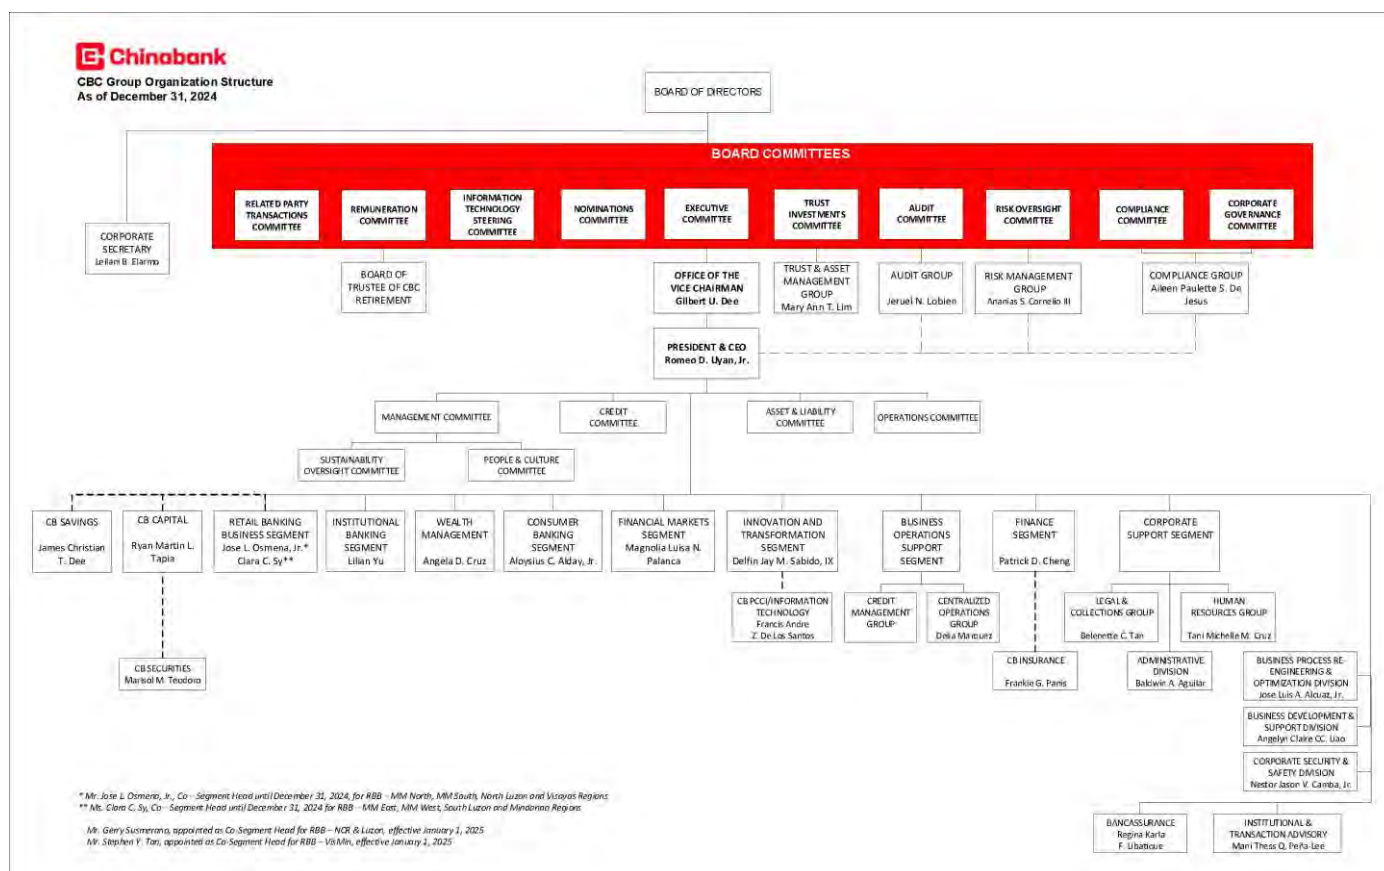 Chinabank
CBC Group Organization Structure
As of December 31, 2024
BOARD OF DIRECTORS
BOARD COMMITTEES
RELATED PARTY
TRANSACTIONS
COMMITTEE
REMUNERATION
COMMITTEE
INFORMATION
TECHNOLOGY
STEERING
COMMITTEE
NOMINATIONS
COMMITTEE
EXECUTIVE
COMMITTEE
TRUST
INVESTMENTS
COMMITTEE
AUDIT
COMMITTEE
RISK OVERSIGHT
COMMITTEE
COMPLIANCE
COMMITTEE
CORPORATE
GOVERNANCE
COMMITTEE
CORPORATE
SECRETARY
Leilani B. Elarmo
BOARD OF
TRUSTEE OF CBC
RETIREMENT
OFFICE OF THE
VICE CHAIRMAN
Gilbert U. Dee
TRUST & ASSET
MANAGEMENT
GROUP
Mary Ann T. Lim
AUDIT GROUP
Jeruel N. Lobien
RISK MANAGEMENT
GROUP
Ananias S. Cornelio III
COMPLIANCE GROUP
Aileen Paulette S. De
Jesus
PRESIDENT & CEO
Romeo D. Uyan, Jr.
MANAGEMENT COMMITTEE
CREDIT
COMMITTEE
ASSET & LIABILITY
COMMITTEE
OPERATIONS COMMITTEE
SUSTAINABILITY
OVERSIGHT COMMITTEE
PEOPLE & CULTURE
COMMITTEE
CB SAVINGS
James Christian
T. Dee
CB CAPITAL
Ryan Martin L.
Tapia
RETAIL BANKING
BUSINESS SEGMENT
Jose L. Osmena, Jr.*
Clara C. Sy**
INSTITUTIONAL
BANKING
SEGMENT
Lilian Yu
WEALTH
MANAGEMENT
Angela D. Cruz
CONSUMER
BANKING
SEGMENT
Aloysius C. Alday, Jr.
FINANCIAL MARKETS
SEGMENT
Magnolia Luisa N.
Palanca
INNOVATION AND
TRANSFORMATION
SEGMENT
Delfin Jay M. Sabido, IX
BUSINESS
OPERATIONS
SUPPORT
SEGMENT
FINANCE
SEGMENT
Patrick D. Cheng
CORPORATE
SUPPORT SEGMENT
CB PCCI/INFORMATION
TECHNOLOGY
Francis Andre
Z. De Los Santos
CREDIT
MANAGEMENT
GROUP
CENTRALIZED
OPERATIONS
GROUP
Delia Marquez
LEGAL &
COLLECTIONS GROUP
Belenette C. Tan
HUMAN
RESOURCES GROUP
Tani Michelle M. Cruz
CB SECURITIES
Marisol M. Teodoro
CB INSURANCE
Frankie G. Panis
ADMINISTRATIVE
DIVISION
Baldwin A. Aguilar
BUSINESS PROCESS RE-
ENGINEERING &
OPTIMIZATION DIVISION
Jose Luis A. Alcuaz, Jr.
BUSINESS DEVELOPMENT &
SUPPORT DIVISION
Angelyn Claire CC. Liao
CORPORATE SECURITY &
SAFETY DIVISION
Nestor Jason V. Camba, Jr.
BANCASSURANCE
Regina Karla
F. Libatique
INSTITUTIONAL &
TRANSACTION ADVISORY
Mani Thess Q. Peña-Lee
* Mr. Jose L. Osmena, Jr., Co – Segment Head until December 31, 2024, for RBB – MM North, MM South, North Luzon and Visayas Regions
** Ms. Clara C. Sy, Co – Segment Head until December 31, 2024 for RBB – MM East, MM West, South Luzon and Mindanao Regions
Mr. Gerry Susmerano, appointed as Co-Segment Head for RBB – NCR & Luzon, effective January 1, 2025
Mr. Stephen Y. Tan, appointed as Co-Segment Head for RBB – VisMin, effective January 1, 2025